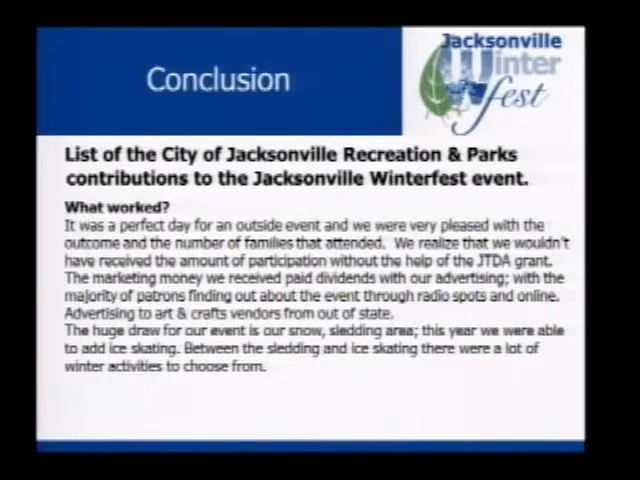 Conclusion
Jacksonville
Winter
fest
List of the City of Jacksonville Recreation & Parks
contributions to the Jacksonville Winterfest event.
What worked?
It was a perfect day for an outside event and we were very pleased with the
outcome and the number of families that attended.  We realize that we wouldn't
have received the amount of participation without the help of the JTDA grant.
The marketing money we received paid dividends with our advertising; with the
majority of patrons finding out about the event through radio spots and online.
Advertising to art & crafts vendors from out of state.
The huge draw for our event is our snow, sledding area; this year we were able
to add ice skating. Between the sledding and ice skating there were a lot of
winter activities to choose from.